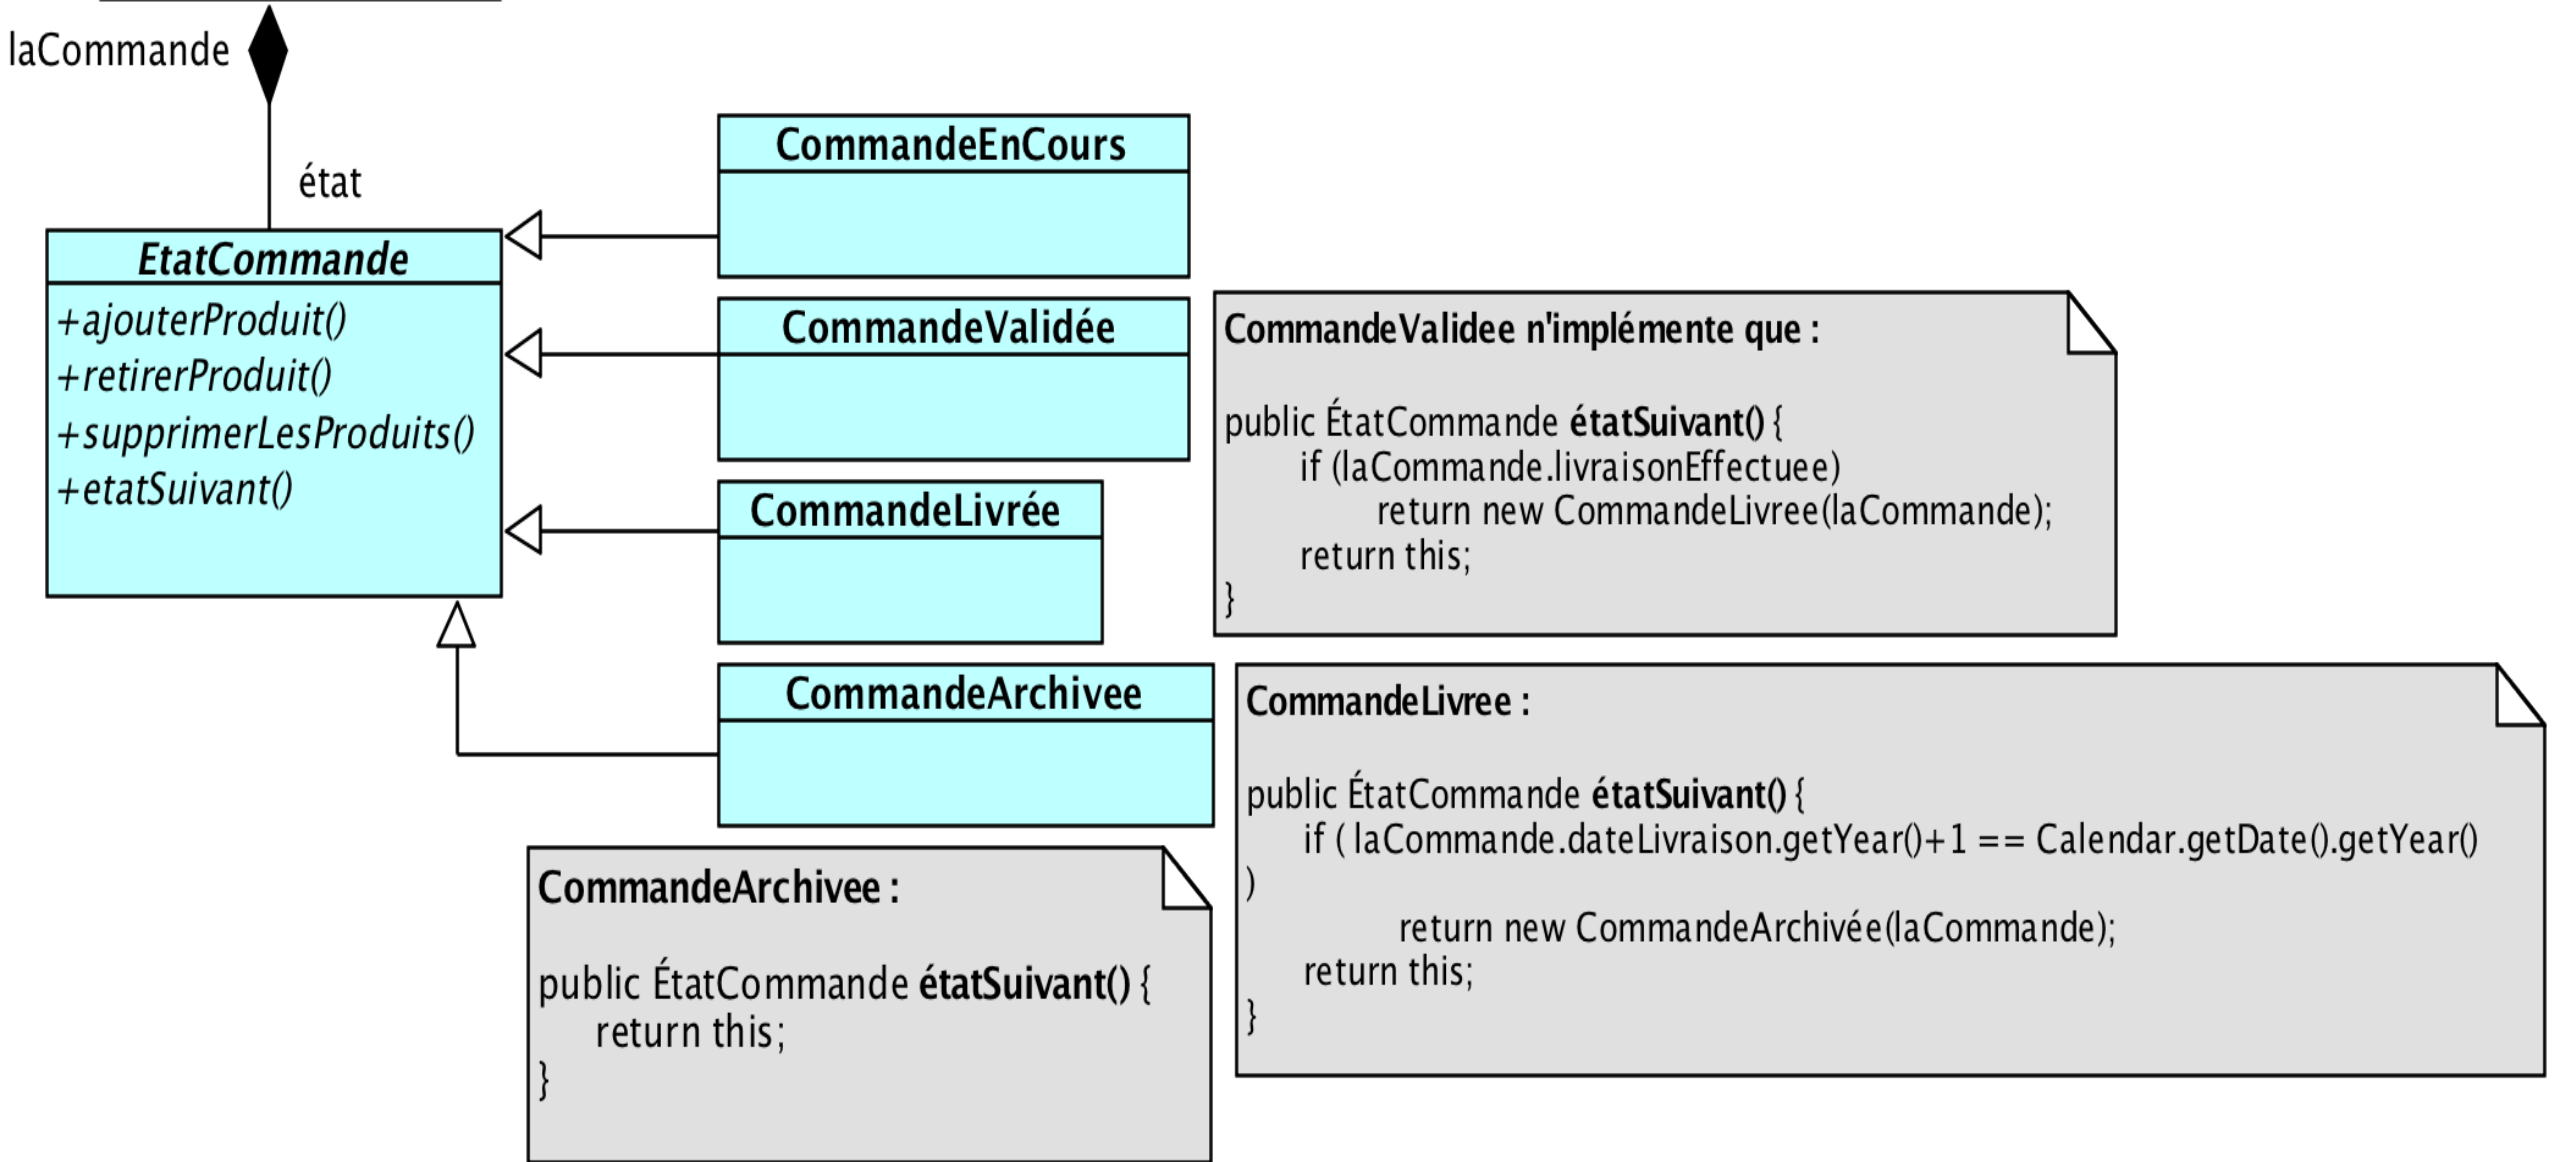 laCommande
état
EtatCommande
+ajouterProduit()
+retirerProduit()
+supprimerLesProduits()
+etatSuivant()
CommandeEnCours
CommandeValidée
CommandeLivrée
CommandeArchivee
CommandeValidee n'implémente que :
public ÉtatCommande étatSuivant() {
if (laCommande.livraisonEffectuee)
return new CommandeLivree(laCommande);
return this;
}
CommandeLivree :
public ÉtatCommande étatSuivant() {
if ( laCommande.dateLivraison.getYear()+1 == Calendar.getDate().getYear()
)
return new CommandeArchivée(laCommande);
return this;
}
CommandeArchivee :
public ÉtatCommande étatSuivant() {
return this;
}